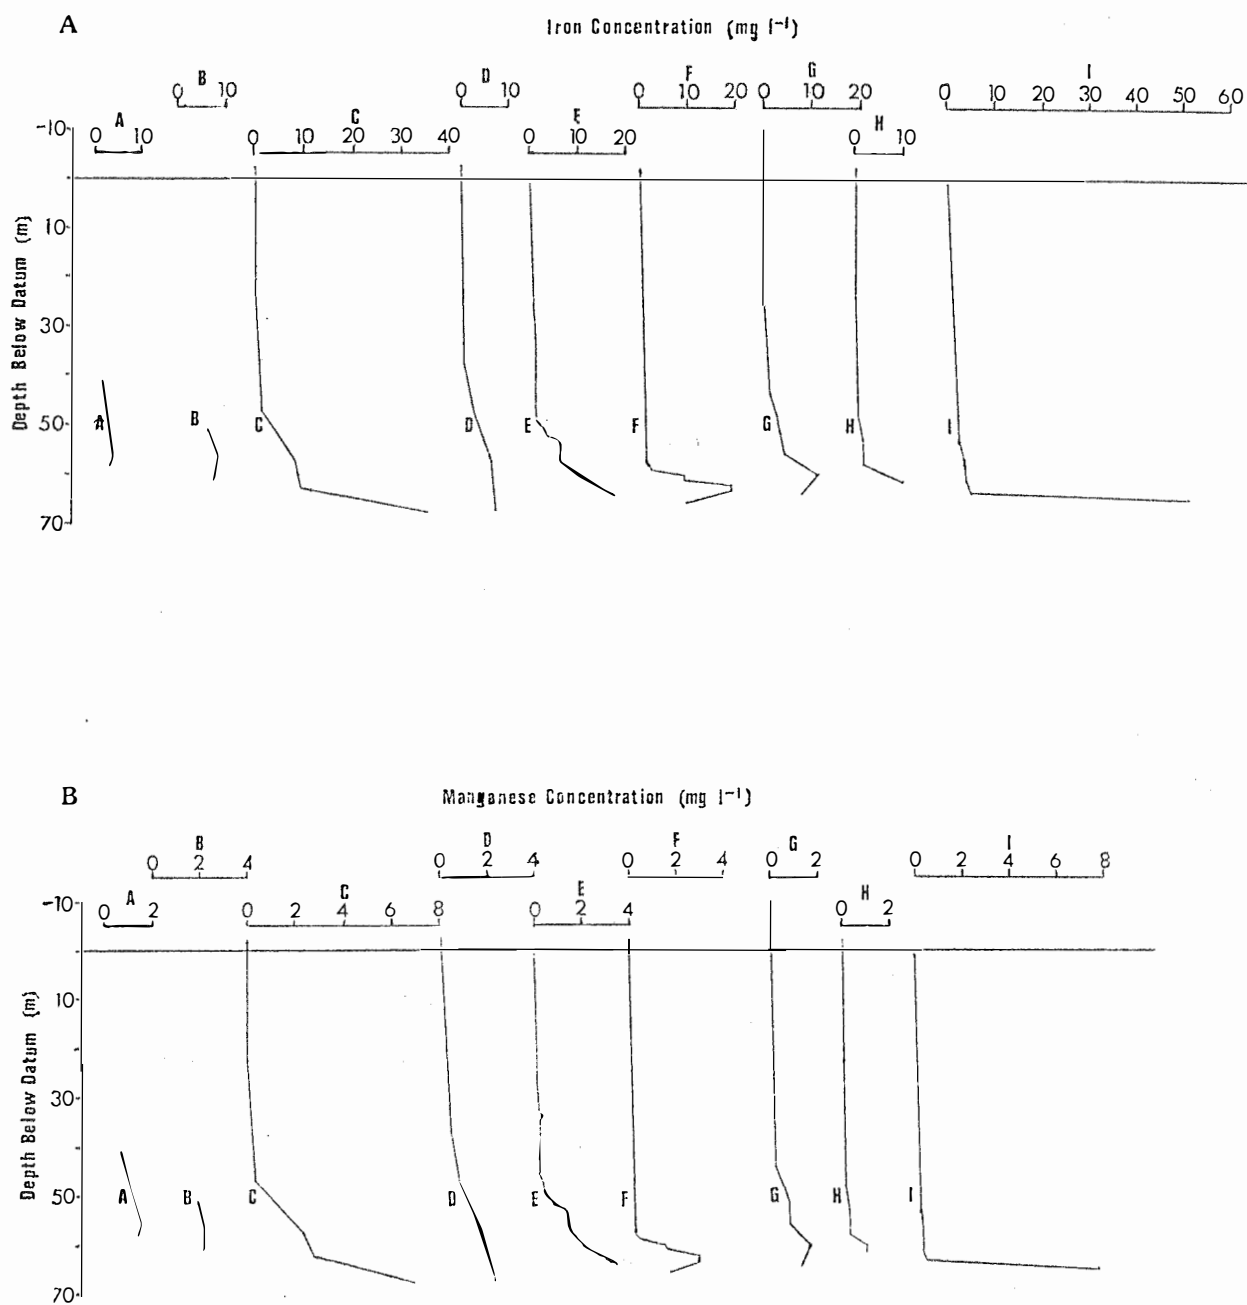 A
Iron Concentration (mg l⁻¹)
B D F G I
0 10 0 10 0 10 20 0 10 20 0 10 20 30 40 50 60
A C E H
-10 0 10 0 10 20 30 40 0 10 20 0 10
10
30
50
70
Depth Below Datum (m)
A B C D E F G H I
B
Manganese Concentration (mg l⁻¹)
B D F G I
0 2 4 0 2 4 0 2 4 0 2 0 2 4 6 8
A C E H
-10 0 2 0 2 4 6 8 0 2 4 0 2
10
30
50
70
Depth Below Datum (m)
A B C D E F G H I